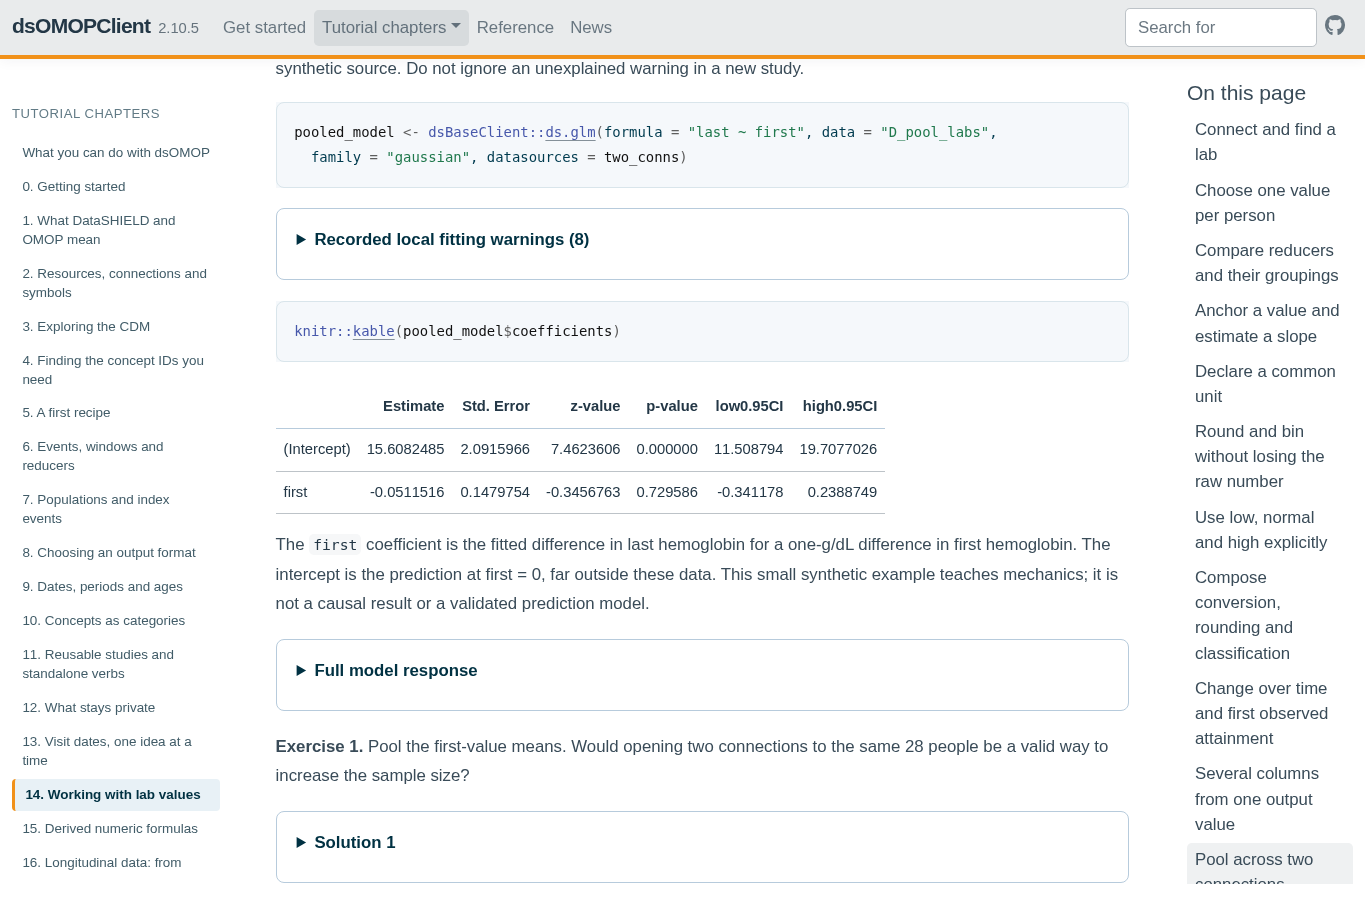 dsOMOPClient 2.10.5 Get started Tutorial chapters Reference News Search for
TUTORIAL CHAPTERS
What you can do with dsOMOP
0. Getting started
1. What DataSHIELD and
OMOP mean
2. Resources, connections and
symbols
3. Exploring the CDM
4. Finding the concept IDs you
need
5. A first recipe
6. Events, windows and
reducers
7. Populations and index
events
8. Choosing an output format
9. Dates, periods and ages
10. Concepts as categories
11. Reusable studies and
standalone verbs
12. What stays private
13. Visit dates, one idea at a
time
14. Working with lab values
15. Derived numeric formulas
16. Longitudinal data: from
synthetic source. Do not ignore an unexplained warning in a new study.
pooled_model <- dsBaseClient::ds.glm(formula = "last ~ first", data = "D_pool_labs",
family = "gaussian", datasources = two_conns)
Recorded local fitting warnings (8)
knitr::kable(pooled_model$coefficients)
Estimate Std. Error z-value p-value low0.95CI high0.95CI
(Intercept) 15.6082485 2.0915966 7.4623606 0.000000 11.508794 19.7077026
first -0.0511516 0.1479754 -0.3456763 0.729586 -0.341178 0.2388749
The first coefficient is the fitted difference in last hemoglobin for a one-g/dL difference in first hemoglobin. The
intercept is the prediction at first = 0, far outside these data. This small synthetic example teaches mechanics; it is
not a causal result or a validated prediction model.
Full model response
Exercise 1. Pool the first-value means. Would opening two connections to the same 28 people be a valid way to
increase the sample size?
Solution 1
On this page
Connect and find a
lab
Choose one value
per person
Compare reducers
and their groupings
Anchor a value and
estimate a slope
Declare a common
unit
Round and bin
without losing the
raw number
Use low, normal
and high explicitly
Compose
conversion,
rounding and
classification
Change over time
and first observed
attainment
Several columns
from one output
value
Pool across two
connections